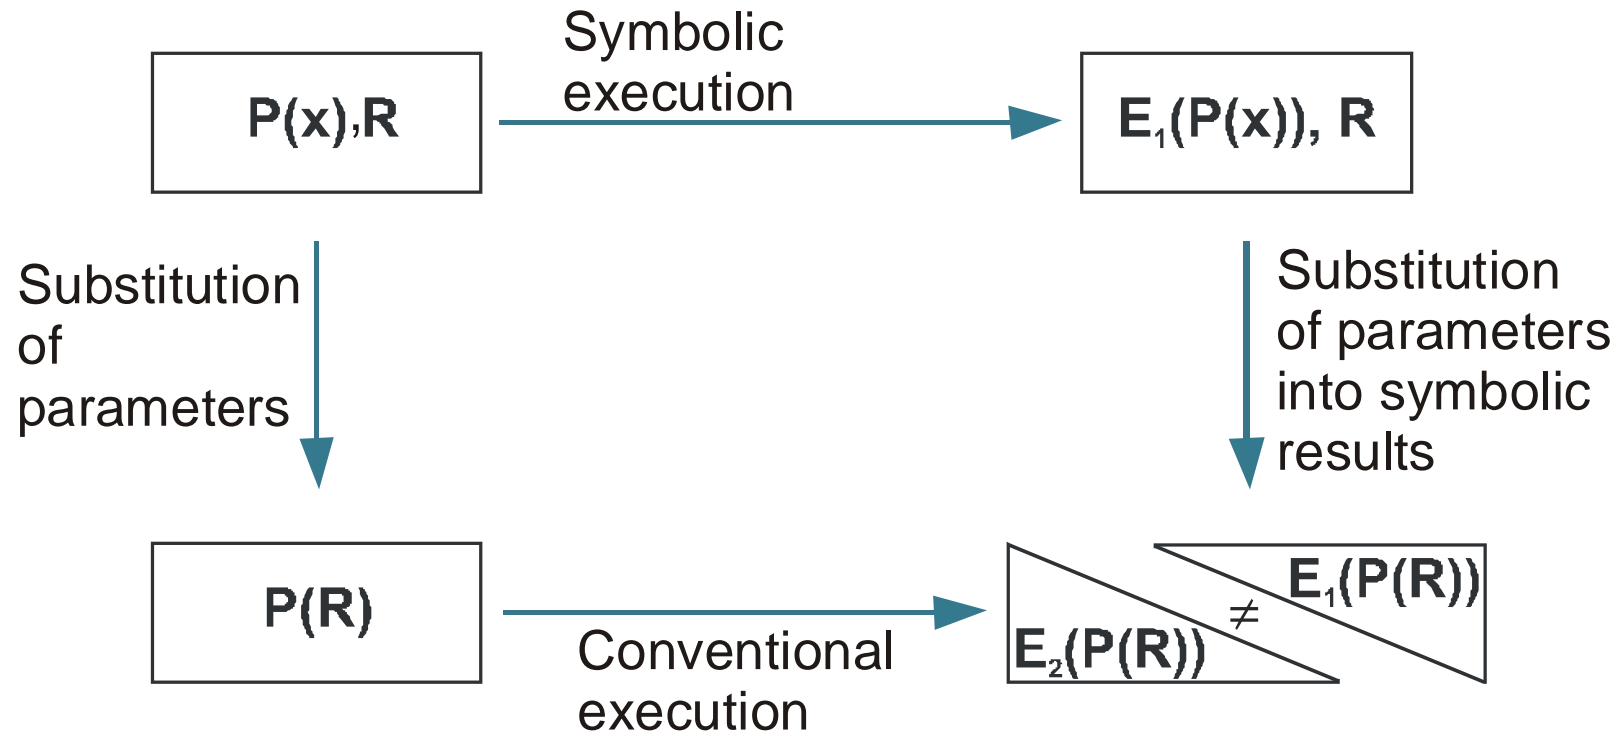 Symbolic
execution
P(x),R
E₁(P(x)), R
Substitution
of
parameters
Substitution
of parameters
into symbolic
results
P(R)
Conventional
execution
E₂(P(R))
≠
E₁(P(R))